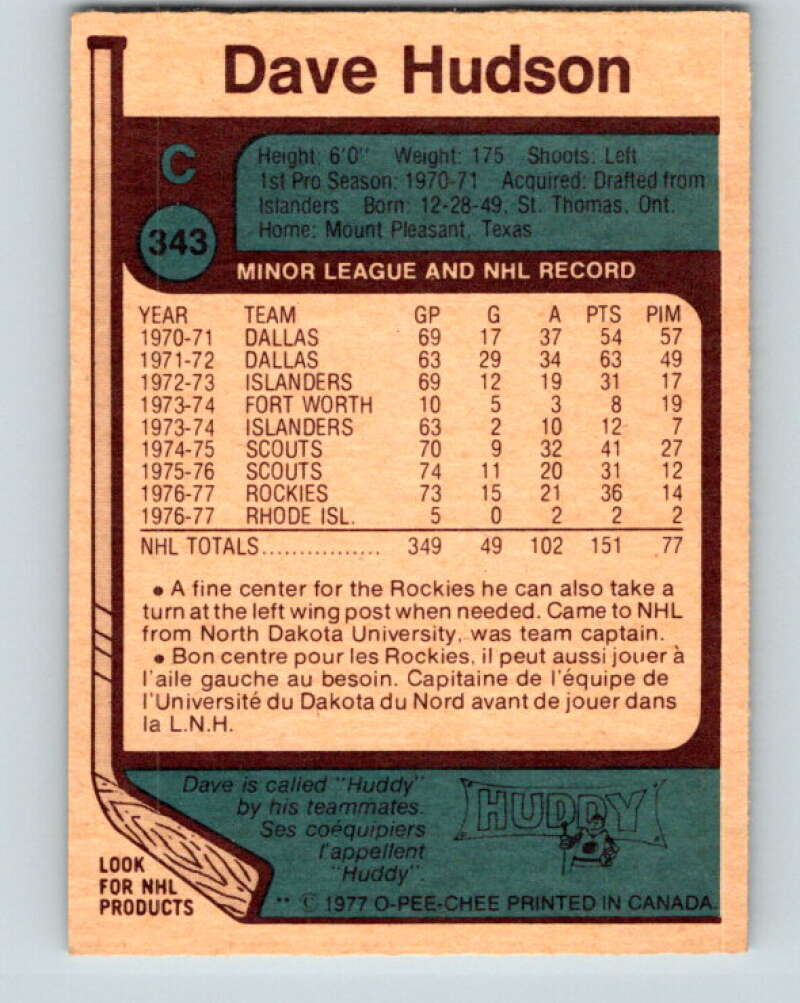 Dave Hudson
C
Height: 6'0" Weight: 175 Shoots: Left
1st Pro Season: 1970-71 Acquired: Drafted from
Islanders Born: 12-28-49, St. Thomas, Ont.
Home: Mount Pleasant, Texas
343
MINOR LEAGUE AND NHL RECORD
YEAR TEAM GP G A PTS PIM
1970-71 DALLAS 69 17 37 54 57
1971-72 DALLAS 63 29 34 63 49
1972-73 ISLANDERS 69 12 19 31 17
1973-74 FORT WORTH 10 5 3 8 19
1973-74 ISLANDERS 63 2 10 12 7
1974-75 SCOUTS 70 9 32 41 27
1975-76 SCOUTS 74 11 20 31 12
1976-77 ROCKIES 73 15 21 36 14
1976-77 RHODE ISL. 5 0 2 2 2
NHL TOTALS................ 349 49 102 151 77
• A fine center for the Rockies he can also take a
turn at the left wing post when needed. Came to NHL
from North Dakota University, was team captain.
• Bon centre pour les Rockies, il peut aussi jouer à
l'aile gauche au besoin. Capitaine de l'équipe de
l'Université du Dakota du Nord avant de jouer dans
la L.N.H.
Dave is called "Huddy"
by his teammates.
Ses coéquipiers
l'appellent
"Huddy".
HUDDY
LOOK
FOR NHL
PRODUCTS
** © 1977 O-PEE-CHEE PRINTED IN CANADA.